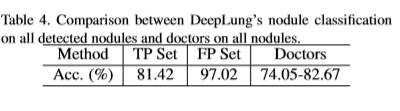 Table 4. Comparison between DeepLung's nodule classification
on all detected nodules and doctors on all nodules.
Method TP Set FP Set Doctors
Acc. (%) 81.42 97.02 74.05-82.67